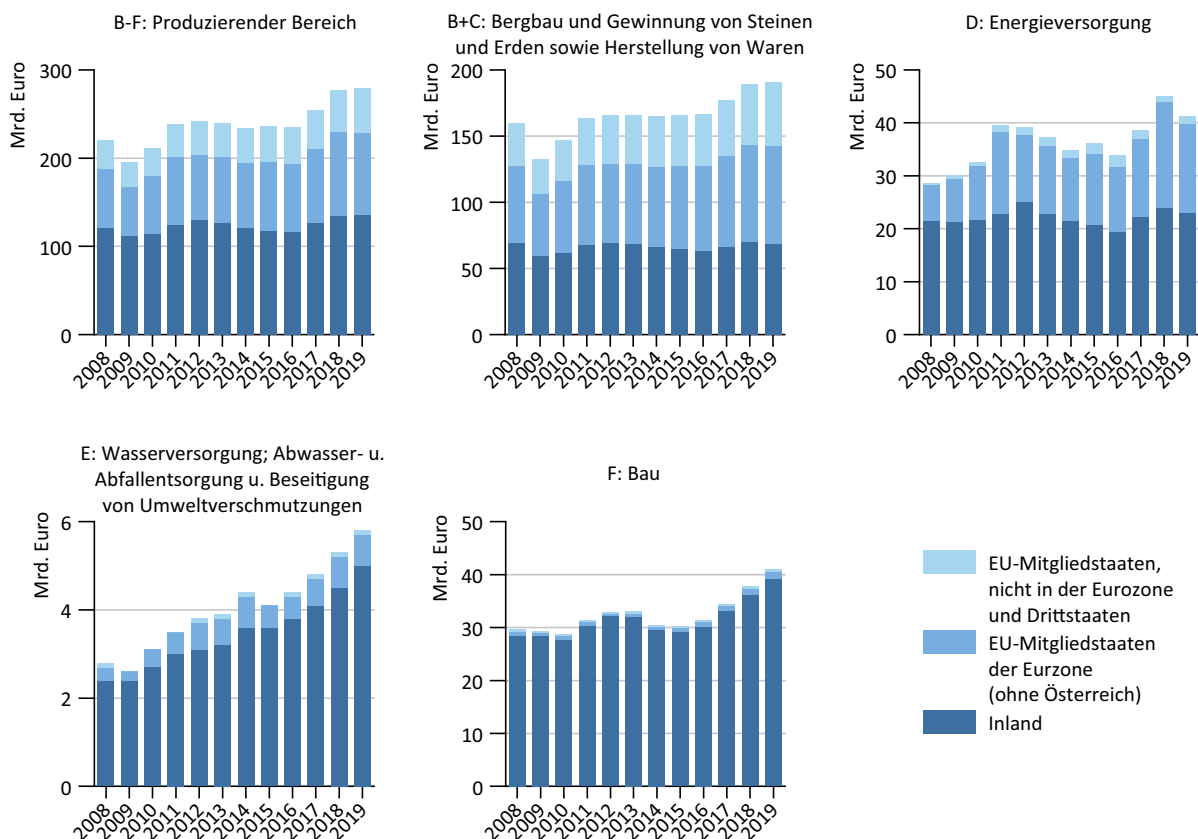 B-F: Produzierender Bereich
Mrd. Euro
300
200
100
0
2008 2009 2010 2011 2012 2013 2014 2015 2016 2017 2018 2019
B+C: Bergbau und Gewinnung von Steinen
und Erden sowie Herstellung von Waren
Mrd. Euro
200
150
100
50
0
2008 2009 2010 2011 2012 2013 2014 2015 2016 2017 2018 2019
D: Energieversorgung
Mrd. Euro
50
40
30
20
10
0
2008 2009 2010 2011 2012 2013 2014 2015 2016 2017 2018 2019
E: Wasserversorgung; Abwasser- u.
Abfallentsorgung u. Beseitigung
von Umweltverschmutzungen
Mrd. Euro
6
4
2
0
2008 2009 2010 2011 2012 2013 2014 2015 2016 2017 2018 2019
F: Bau
Mrd. Euro
50
40
30
20
10
0
2008 2009 2010 2011 2012 2013 2014 2015 2016 2017 2018 2019
EU-Mitgliedstaaten,
nicht in der Eurozone
und Drittstaaten
EU-Mitgliedstaaten
der Eurzone
(ohne Österreich)
Inland